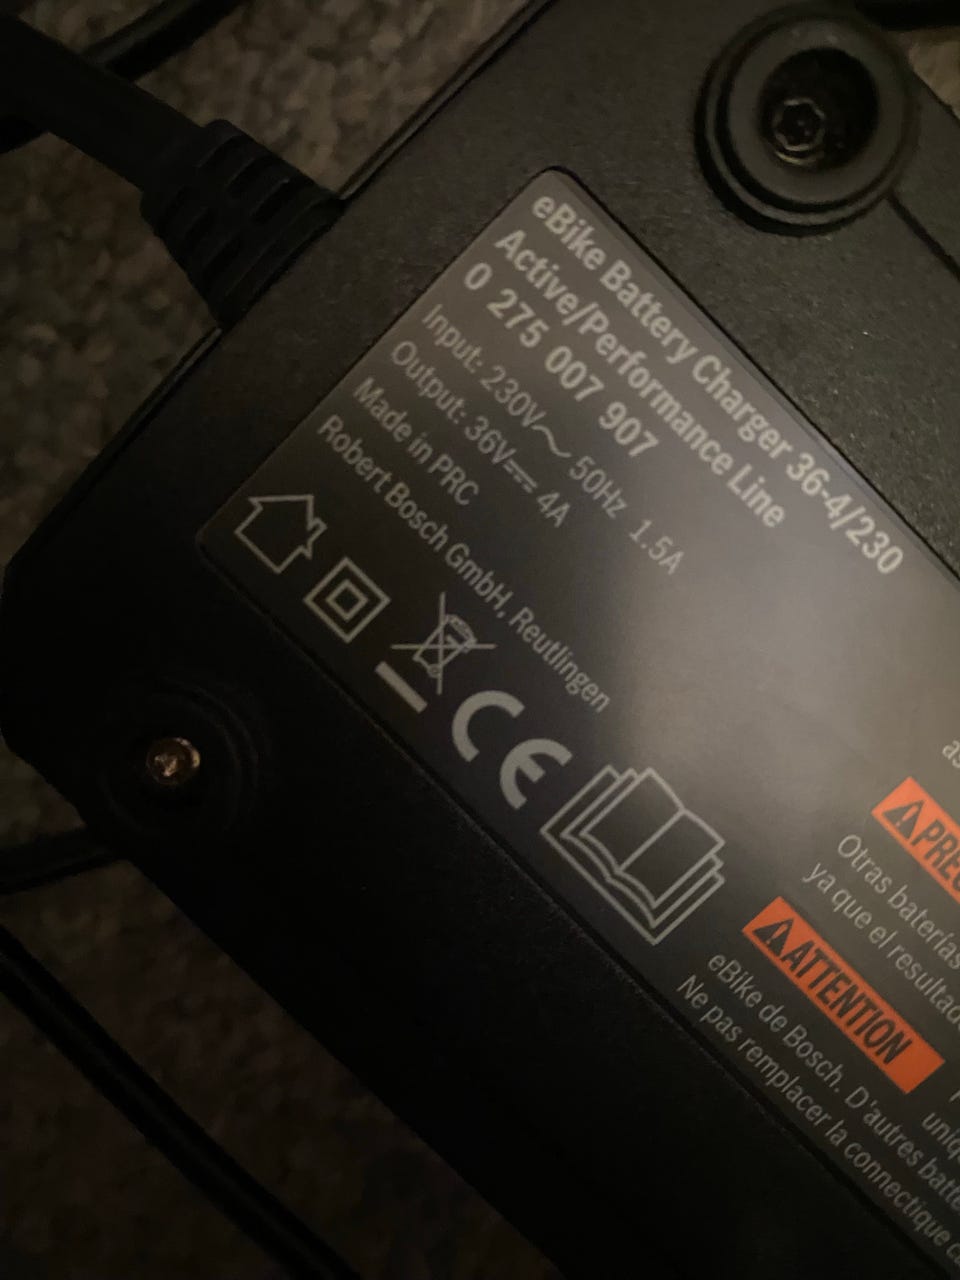 eBike Battery Charger 36-4/230
Active/Performance Line
0 275 007 907
Input: 230V~ 50Hz 1.5A
Output: 36V⎓ 4A
Made in PRC
Robert Bosch GmbH, Reutlingen
CE
Otras baterías
ya que el resultado
ATTENTION
eBike de Bosch. D'autres
Ne pas remplacer la connectique